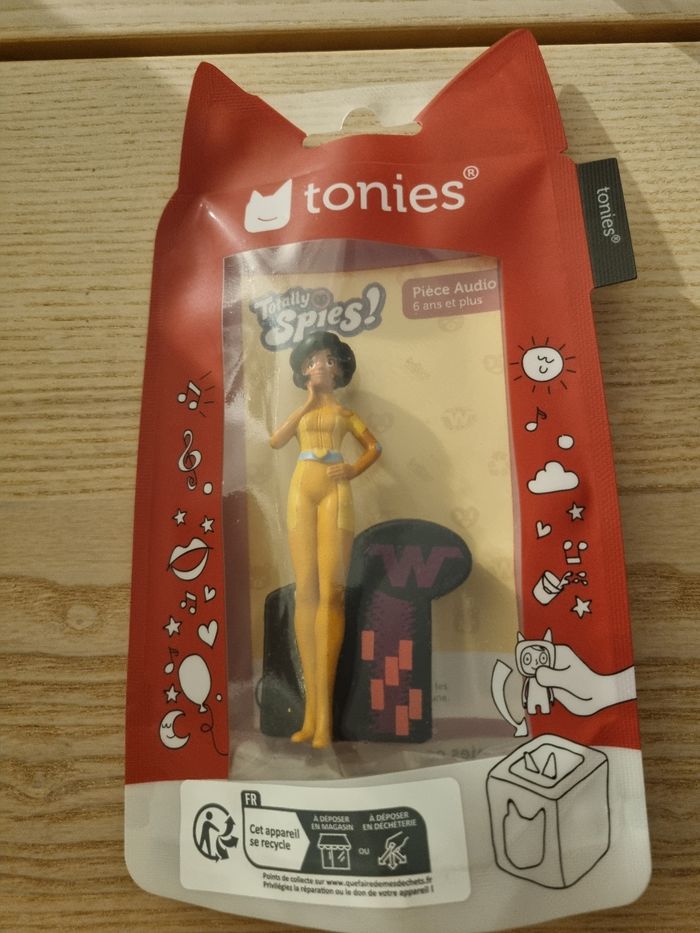 tonies®
tonies®
Totally
Spies!
Pièce Audio
6 ans et plus
W
FR
Cet appareil
se recycle
À DÉPOSER
EN MAGASIN
OU
À DÉPOSER
EN DÉCHÈTERIE
Points de collecte sur www.quefairedemesdechets.fr
Privilégiez la réparation ou le don de votre appareil !